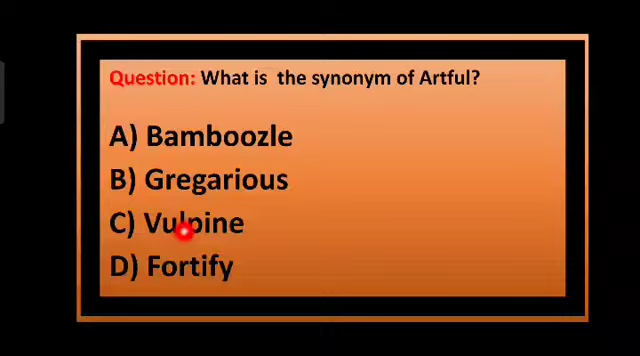 Question: What is the synonym of Artful?
A) Bamboozle
B) Gregarious
C) Vulpine
D) Fortify